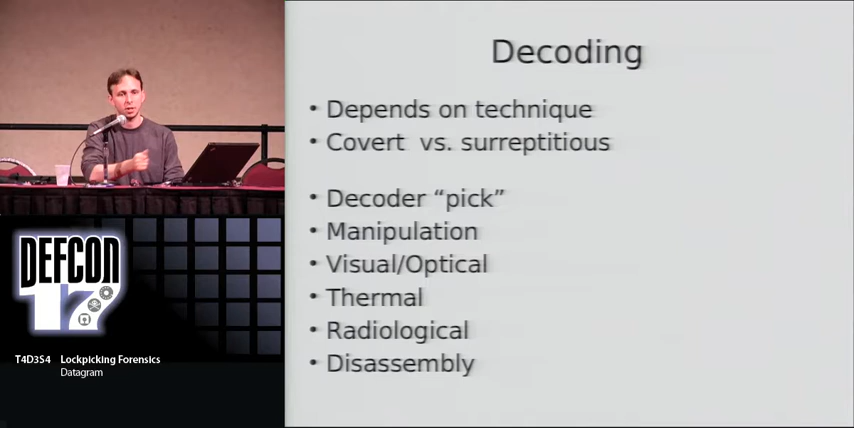 Decoding
• Depends on technique
• Covert vs. surreptitious
• Decoder “pick”
• Manipulation
• Visual/Optical
• Thermal
• Radiological
• Disassembly
DEFCON
17
T4D3S4 Lockpicking Forensics
Datagram